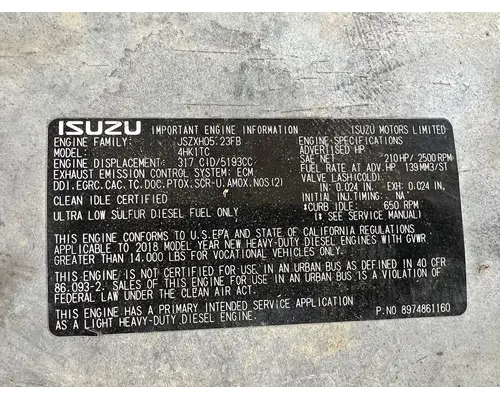 ISUZU IMPORTANT ENGINE INFORMATION ISUZU MOTORS LIMITED
ENGINE FAMILY: JSZXH05.23FB ENGINE SPECIFICATIONS
MODEL: 4HK1TC ADVERTISED HP
ENGINE DISPLACEMENT: 317 CID/5193CC SAE NET 210HP/2500RPM
EXHAUST EMISSION CONTROL SYSTEM: ECM FUEL RATE AT ADV.HP 139MM3/ST
DDI.EGRC.CAC.TC.DOC.PTOX.SCR-U.AMOX.NOS(2) VALVE LASH(COLD)
IN: 0.024 IN. EXH: 0.024 IN.
CLEAN IDLE CERTIFIED INITIAL INJ.TIMING: NA
*CURB IDLE: 650 RPM
ULTRA LOW SULFUR DIESEL FUEL ONLY (* SEE SERVICE MANUAL)
THIS ENGINE CONFORMS TO U.S.EPA AND STATE OF CALIFORNIA REGULATIONS
APPLICABLE TO 2018 MODEL YEAR NEW HEAVY-DUTY DIESEL ENGINES WITH GVWR
GREATER THAN 14,000 LBS FOR VOCATIONAL VEHICLES ONLY.
THIS ENGINE IS NOT CERTIFIED FOR USE IN AN URBAN BUS AS DEFINED IN 40 CFR
86.093-2. SALES OF THIS ENGINE FOR USE IN AN URBAN BUS IS A VIOLATION OF
FEDERAL LAW UNDER THE CLEAN AIR ACT.
THIS ENGINE HAS A PRIMARY INTENDED SERVICE APPLICATION
AS A LIGHT HEAVY-DUTY DIESEL ENGINE. P.NO 8974861160